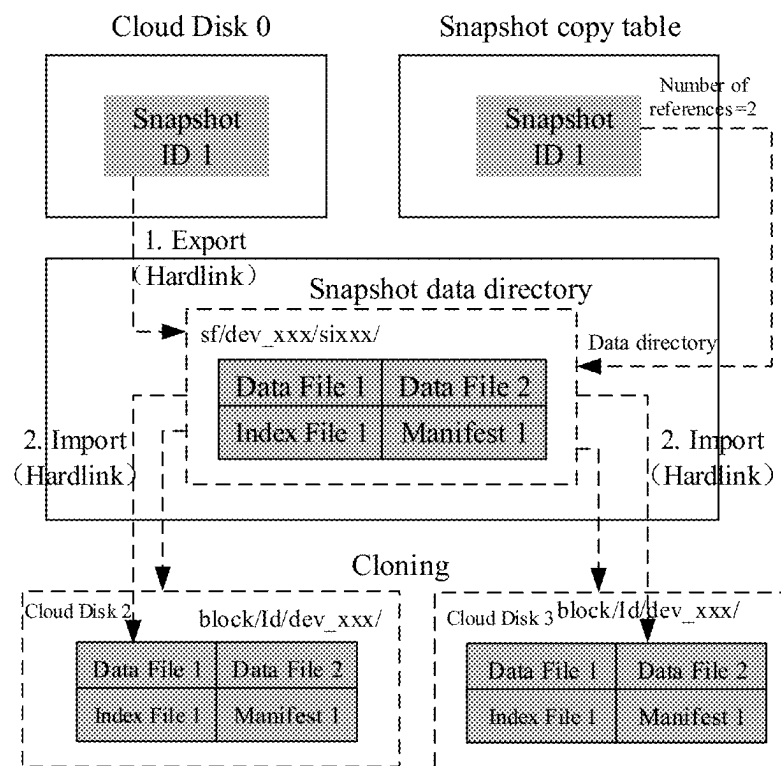 Cloud Disk 0
Snapshot copy table
Snapshot
ID 1
Snapshot
ID 1
Number of
references=2
1. Export
(Hardlink)
Snapshot data directory
sf/dev_xxx/sixxx/
Data directory
Data File 1
Data File 2
Index File 1
Manifest 1
2. Import
(Hardlink)
2. Import
(Hardlink)
Cloning
Cloud Disk 2
block/Id/dev_xxx/
Data File 1
Data File 2
Index File 1
Manifest 1
Cloud Disk 3
block/Id/dev_xxx/
Data File 1
Data File 2
Index File 1
Manifest 1